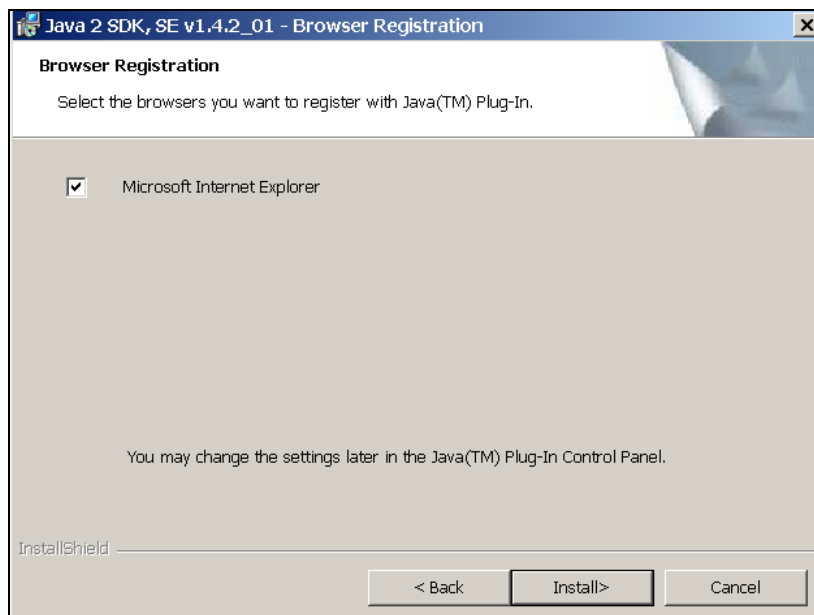 Java 2 SDK, SE v1.4.2_01 - Browser Registration
Browser Registration
Select the browsers you want to register with Java(TM) Plug-In.
Microsoft Internet Explorer
You may change the settings later in the Java(TM) Plug-In Control Panel.
InstallShield
< Back Install> Cancel